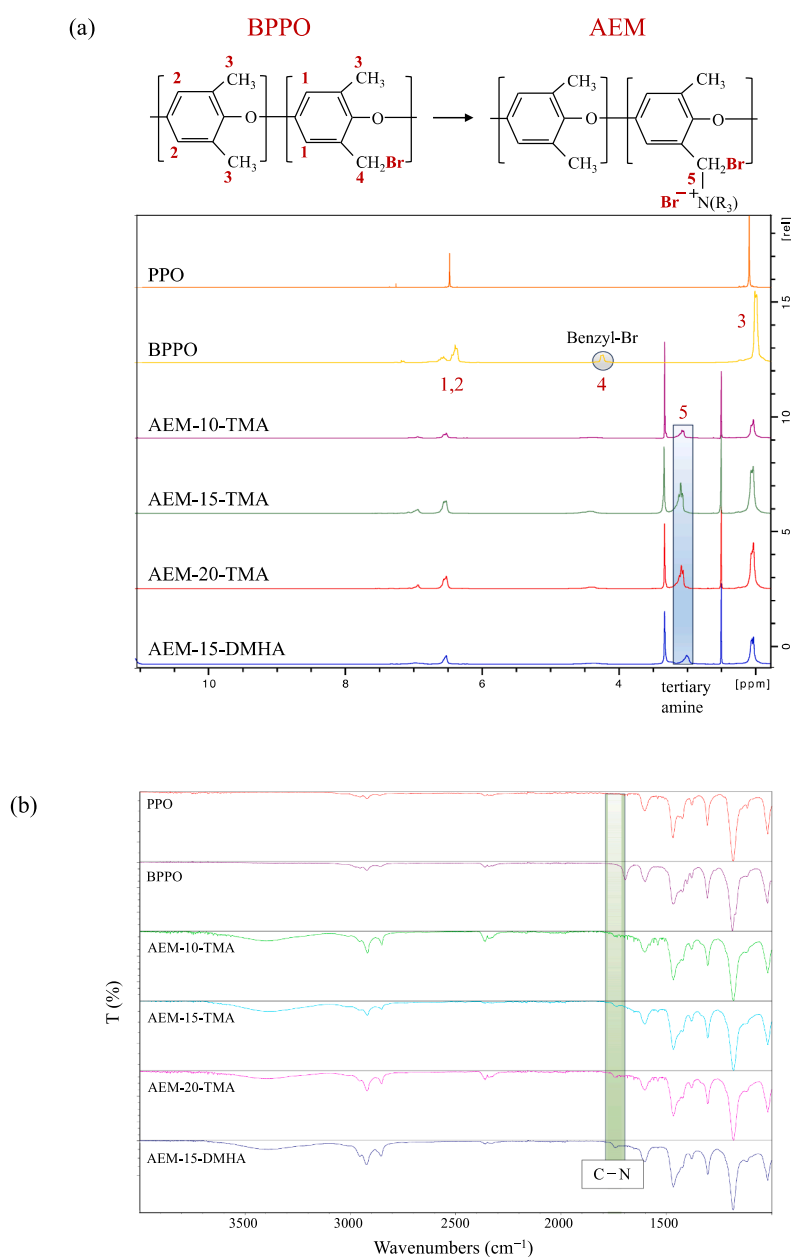 (a)
BPPO AEM
3 3
2 CH₃ 1 CH₃ CH₃ CH₃
O O O O
2 CH₃ 1 CH₂Br CH₃ CH₂Br
3 4 5
Br⁻ ⁺N(R₃)
[rel]
PPO
15
BPPO Benzyl-Br 3
1,2 4
10
AEM-10-TMA 5
AEM-15-TMA
5
AEM-20-TMA
AEM-15-DMHA 0
10 8 6 4 [ppm]
tertiary
amine
(b)
PPO
BPPO
AEM-10-TMA
T (%)
AEM-15-TMA
AEM-20-TMA
AEM-15-DMHA
C−N
3500 3000 2500 2000 1500
Wavenumbers (cm⁻¹)